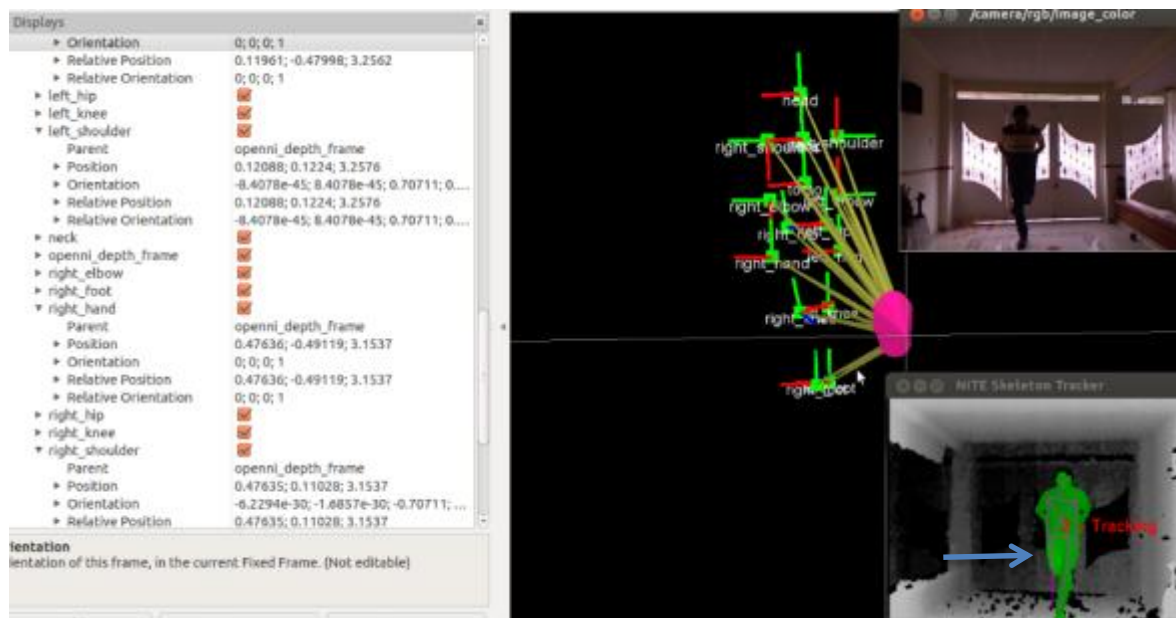 Displays
Orientation 0; 0; 0; 1
Relative Position 0.11961; -0.47998; 3.2562
Relative Orientation 0; 0; 0; 1
left_hip
left_knee
left_shoulder
Parent openni_depth_frame
Position 0.12088; 0.1224; 3.2576
Orientation -8.4078e-45; 8.4078e-45; 0.70711; 0....
Relative Position 0.12088; 0.1224; 3.2576
Relative Orientation -8.4078e-45; 8.4078e-45; 0.70711; 0....
neck
openni_depth_frame
right_elbow
right_foot
right_hand
Parent openni_depth_frame
Position 0.47636; -0.49119; 3.1537
Orientation 0; 0; 0; 1
Relative Position 0.47636; -0.49119; 3.1537
Relative Orientation 0; 0; 0; 1
right_hip
right_knee
right_shoulder
Parent openni_depth_frame
Position 0.47635; 0.11028; 3.1537
Orientation -6.2294e-30; -1.6857e-30; -0.70711; ...
Relative Position 0.47635; 0.11028; 3.1537
ientation
ientation of this frame, in the current Fixed Frame. (Not editable)
head
right_hand
/camera/rgb/image_color
NITE Skeleton Tracker
Tracking